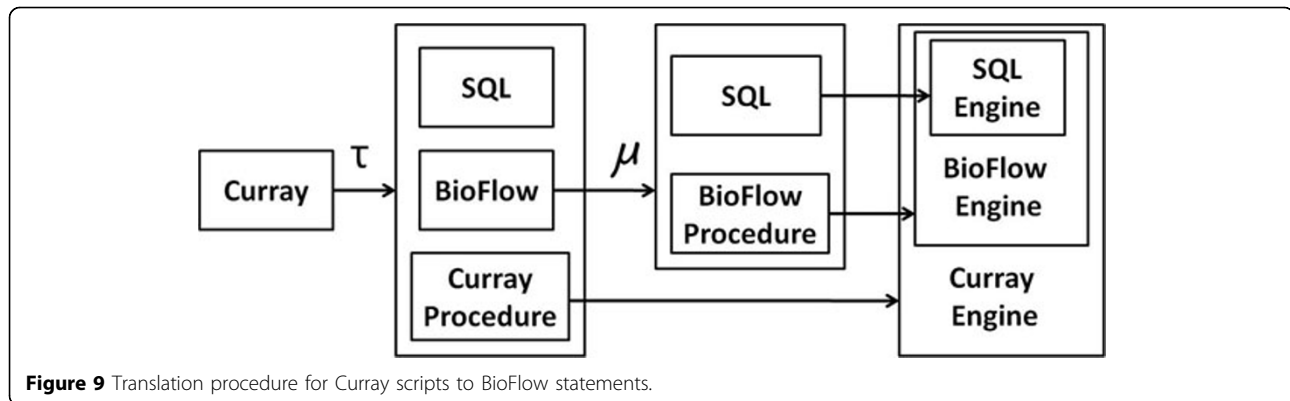 Curray
τ
SQL
BioFlow
Curray
Procedure
μ
SQL
BioFlow
Procedure
SQL
Engine
BioFlow
Engine
Curray
Engine
Figure 9 Translation procedure for Curray scripts to BioFlow statements.